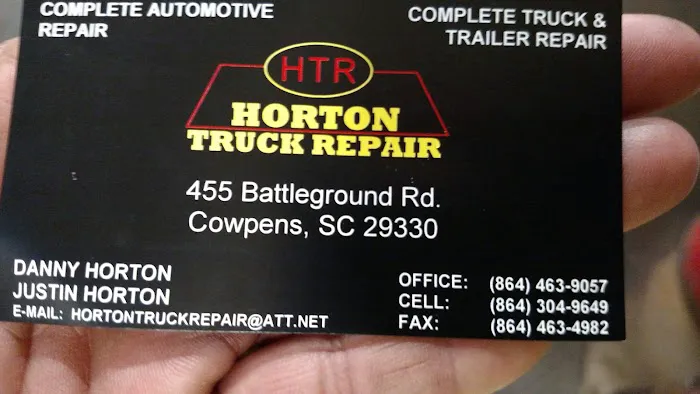 COMPLETE AUTOMOTIVE
REPAIR
COMPLETE TRUCK &
TRAILER REPAIR
HTR
HORTON
TRUCK REPAIR
455 Battleground Rd.
Cowpens, SC 29330
DANNY HORTON
JUSTIN HORTON
E-MAIL: HORTONTRUCKREPAIR@ATT.NET
OFFICE: (864) 463-9057
CELL: (864) 304-9649
FAX: (864) 463-4982